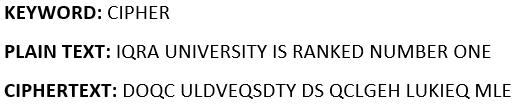 KEYWORD: CIPHER
PLAIN TEXT: IQRA UNIVERSITY IS RANKED NUMBER ONE
CIPHERTEXT: DOQC ULDVEQSDTY DS QCLGEH LUKIEQ MLE